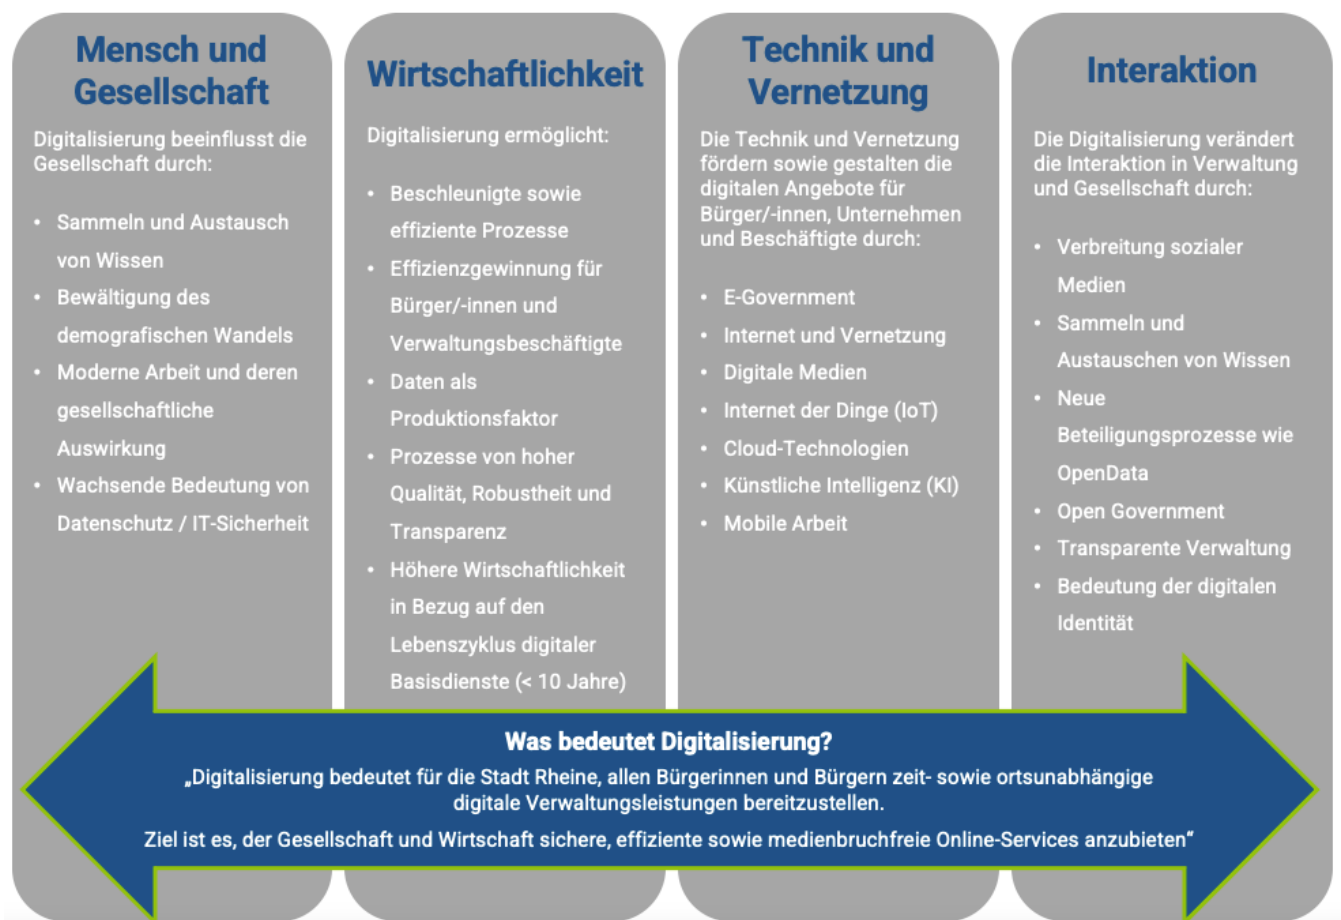 Mensch und
Gesellschaft
Digitalisierung beeinflusst die
Gesellschaft durch:
• Sammeln und Austausch
von Wissen
• Bewältigung des
demografischen Wandels
• Moderne Arbeit und deren
gesellschaftliche
Auswirkung
• Wachsende Bedeutung von
Datenschutz / IT-Sicherheit
Wirtschaftlichkeit
Digitalisierung ermöglicht:
• Beschleunigte sowie
effiziente Prozesse
• Effizienzgewinnung für
Bürger/-innen und
Verwaltungsbeschäftigte
• Daten als
Produktionsfaktor
• Prozesse von hoher
Qualität, Robustheit und
Transparenz
• Höhere Wirtschaftlichkeit
in Bezug auf den
Lebenszyklus digitaler
Basisdienste (< 10 Jahre)
Technik und
Vernetzung
Die Technik und Vernetzung
fördern sowie gestalten die
digitalen Angebote für
Bürger/-innen, Unternehmen
und Beschäftigte durch:
• E-Government
• Internet und Vernetzung
• Digitale Medien
• Internet der Dinge (IoT)
• Cloud-Technologien
• Künstliche Intelligenz (KI)
• Mobile Arbeit
Interaktion
Die Digitalisierung verändert
die Interaktion in Verwaltung
und Gesellschaft durch:
• Verbreitung sozialer
Medien
• Sammeln und
Austauschen von Wissen
• Neue
Beteiligungsprozesse wie
OpenData
• Open Government
• Transparente Verwaltung
• Bedeutung der digitalen
Identität
Was bedeutet Digitalisierung?
„Digitalisierung bedeutet für die Stadt Rheine, allen Bürgerinnen und Bürgern zeit- sowie ortsunabhängige
digitale Verwaltungsleistungen bereitzustellen.
Ziel ist es, der Gesellschaft und Wirtschaft sichere, effiziente sowie medienbruchfreie Online-Services anzubieten“